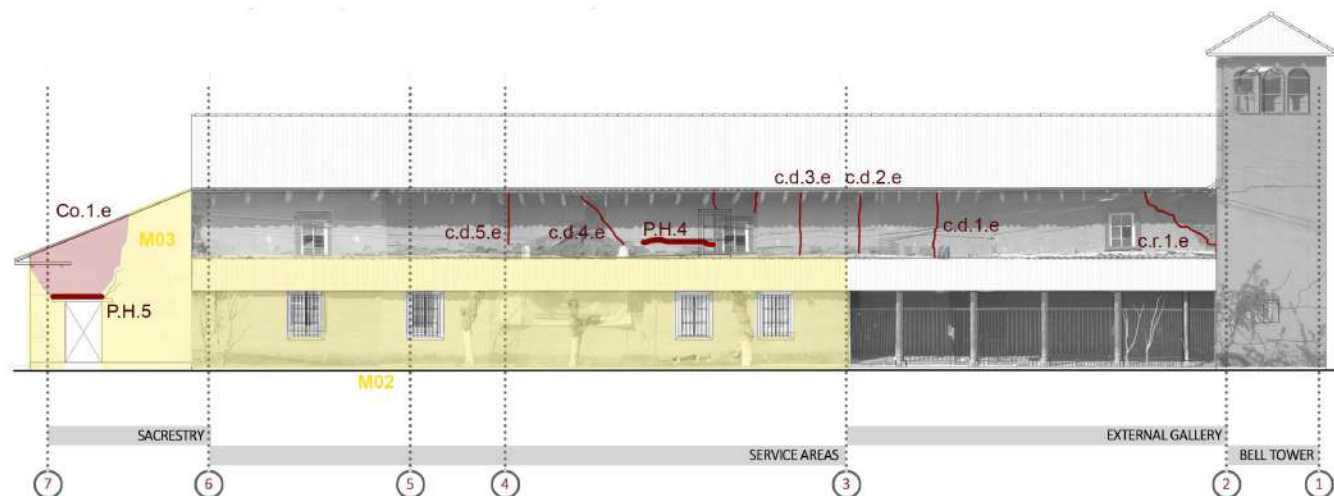 c.d.3.e c.d.2.e
Co.1.e
M03
c.d.5.e c.d.4.e P.H.4 c.d.1.e c.r.1.e
P.H.5
M02
SACRESTRY EXTERNAL GALLERY
SERVICE AREAS BELL TOWER
7 6 5 4 3 2 1